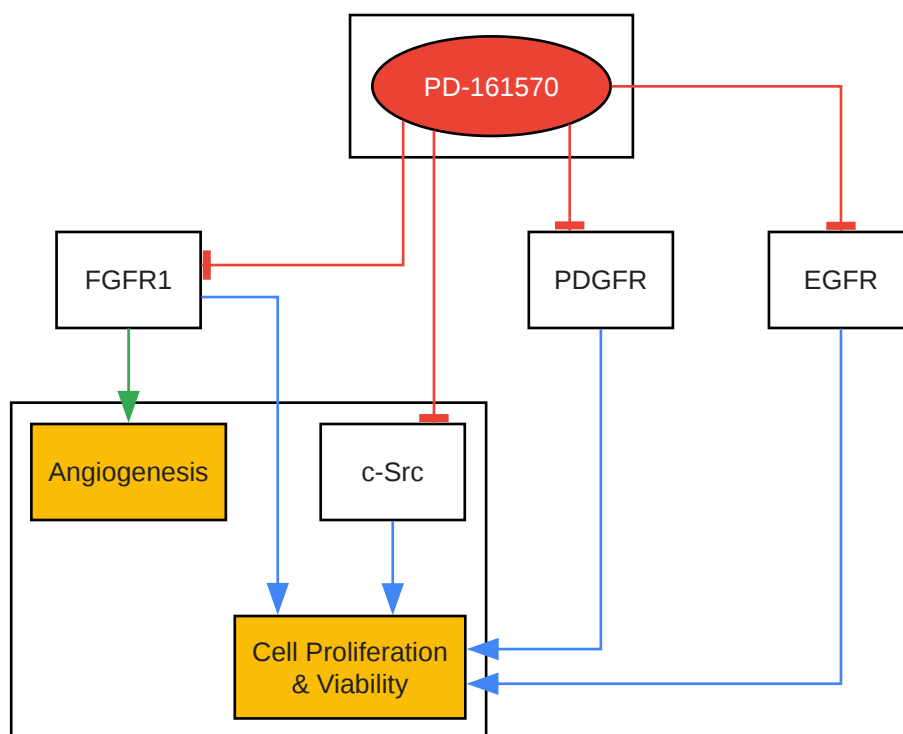 PD-161570
FGFR1
PDGFR
EGFR
Angiogenesis
c-Src
Cell Proliferation
& Viability